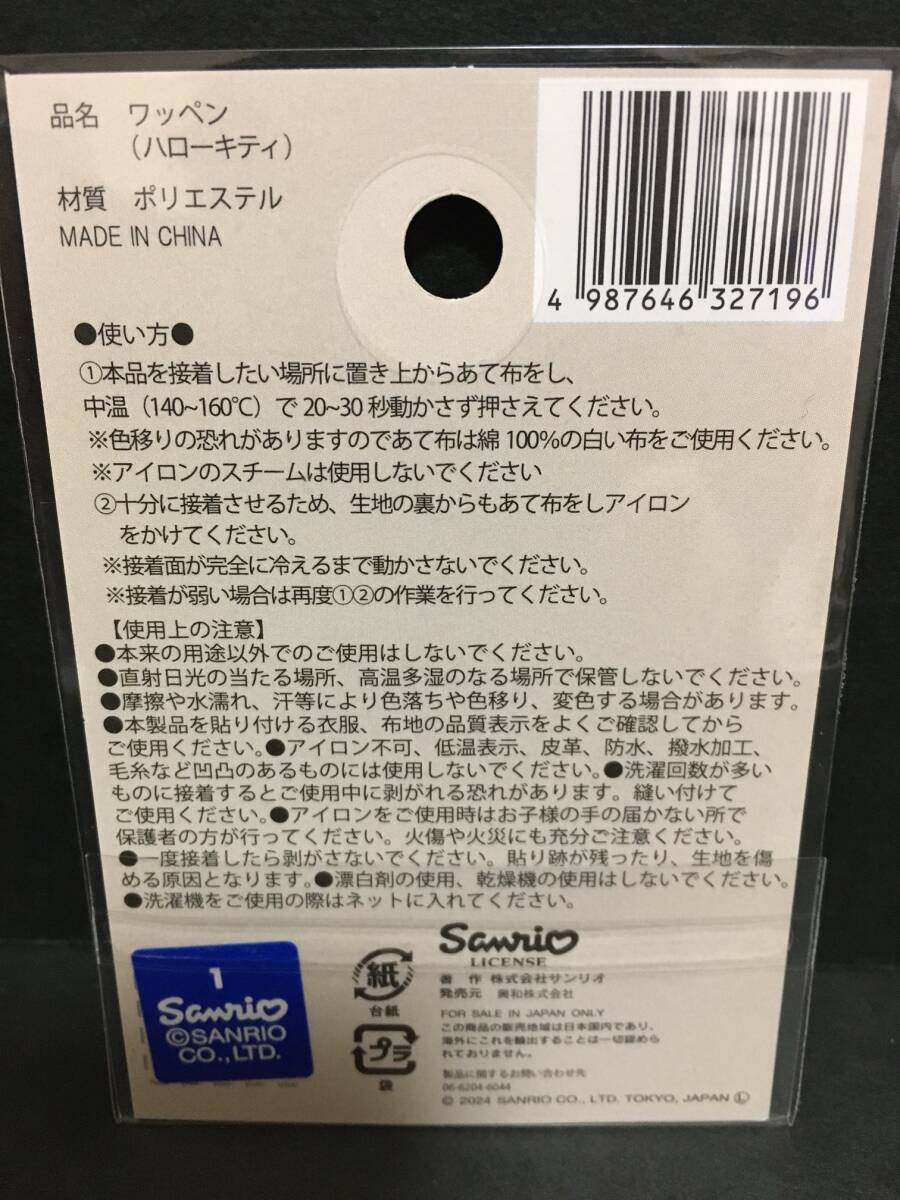 品名 ワッペン
（ハローキティ）
材質 ポリエステル
MADE IN CHINA
4 987646 327196
●使い方●
①本品を接着したい場所に置き上からあて布をし、
中温（140~160℃）で20~30秒動かさず押さえてください。
※色移りの恐れがありますのであて布は綿100%の白い布をご使用ください。
※アイロンのスチームは使用しないでください
②十分に接着させるため、生地の裏からもあて布をしアイロン
をかけてください。
※接着面が完全に冷えるまで動かさないでください。
※接着が弱い場合は再度①②の作業を行ってください。
【使用上の注意】
●本来の用途以外でのご使用はしないでください。
●直射日光の当たる場所、高温多湿のなる場所で保管しないでください。
●摩擦や水濡れ、汗等により色落ちや色移り、変色する場合があります。
●本製品を貼り付ける衣服、布地の品質表示をよくご確認してから
ご使用ください。●アイロン不可、低温表示、皮革、防水、撥水加工、
毛糸など凹凸のあるものには使用しないでください。●洗濯回数が多い
ものに接着するとご使用中に剥がれる恐れがあります。縫い付けて
ご使用ください。●アイロンをご使用時はお子様の手の届かない所で
保護者の方が行ってください。火傷や火災にも充分ご注意ください。
●一度接着したら剥がさないでください。貼り跡が残ったり、生地を傷
める原因となります。●漂白剤の使用、乾燥機の使用はしないでください。
●洗濯機をご使用の際はネットに入れてください。
1
Sanrio
©SANRIO
CO.,LTD.
紙
台紙
プラ
袋
Sanrio
LICENSE
著 作 株式会社サンリオ
発売元 興和株式会社
FOR SALE IN JAPAN ONLY
この商品の販売地域は日本国内であり、
海外にこれを輸出することは一切認めら
れておりません。
製品に関するお問い合わせ先
06-6204-6044
© 2024 SANRIO CO., LTD. TOKYO, JAPAN Ⓛ